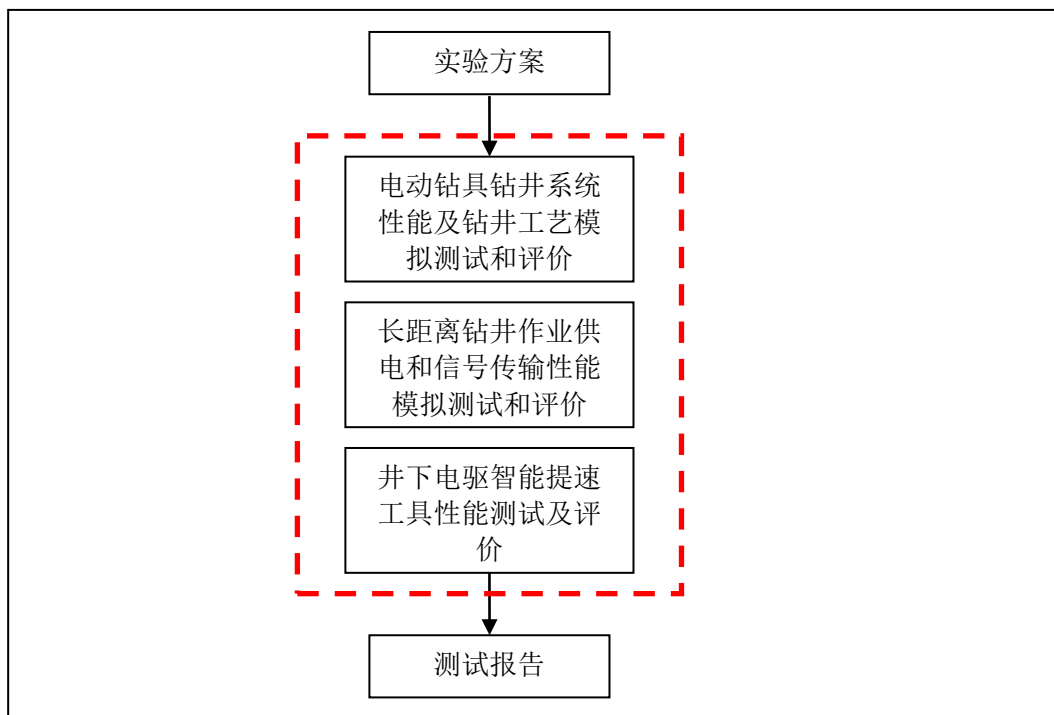 实验方案
电动钻具钻井系统
性能及钻井工艺模
拟测试和评价
长距离钻井作业供
电和信号传输性能
模拟测试和评价
井下电驱智能提速
工具性能测试及评
价
测试报告